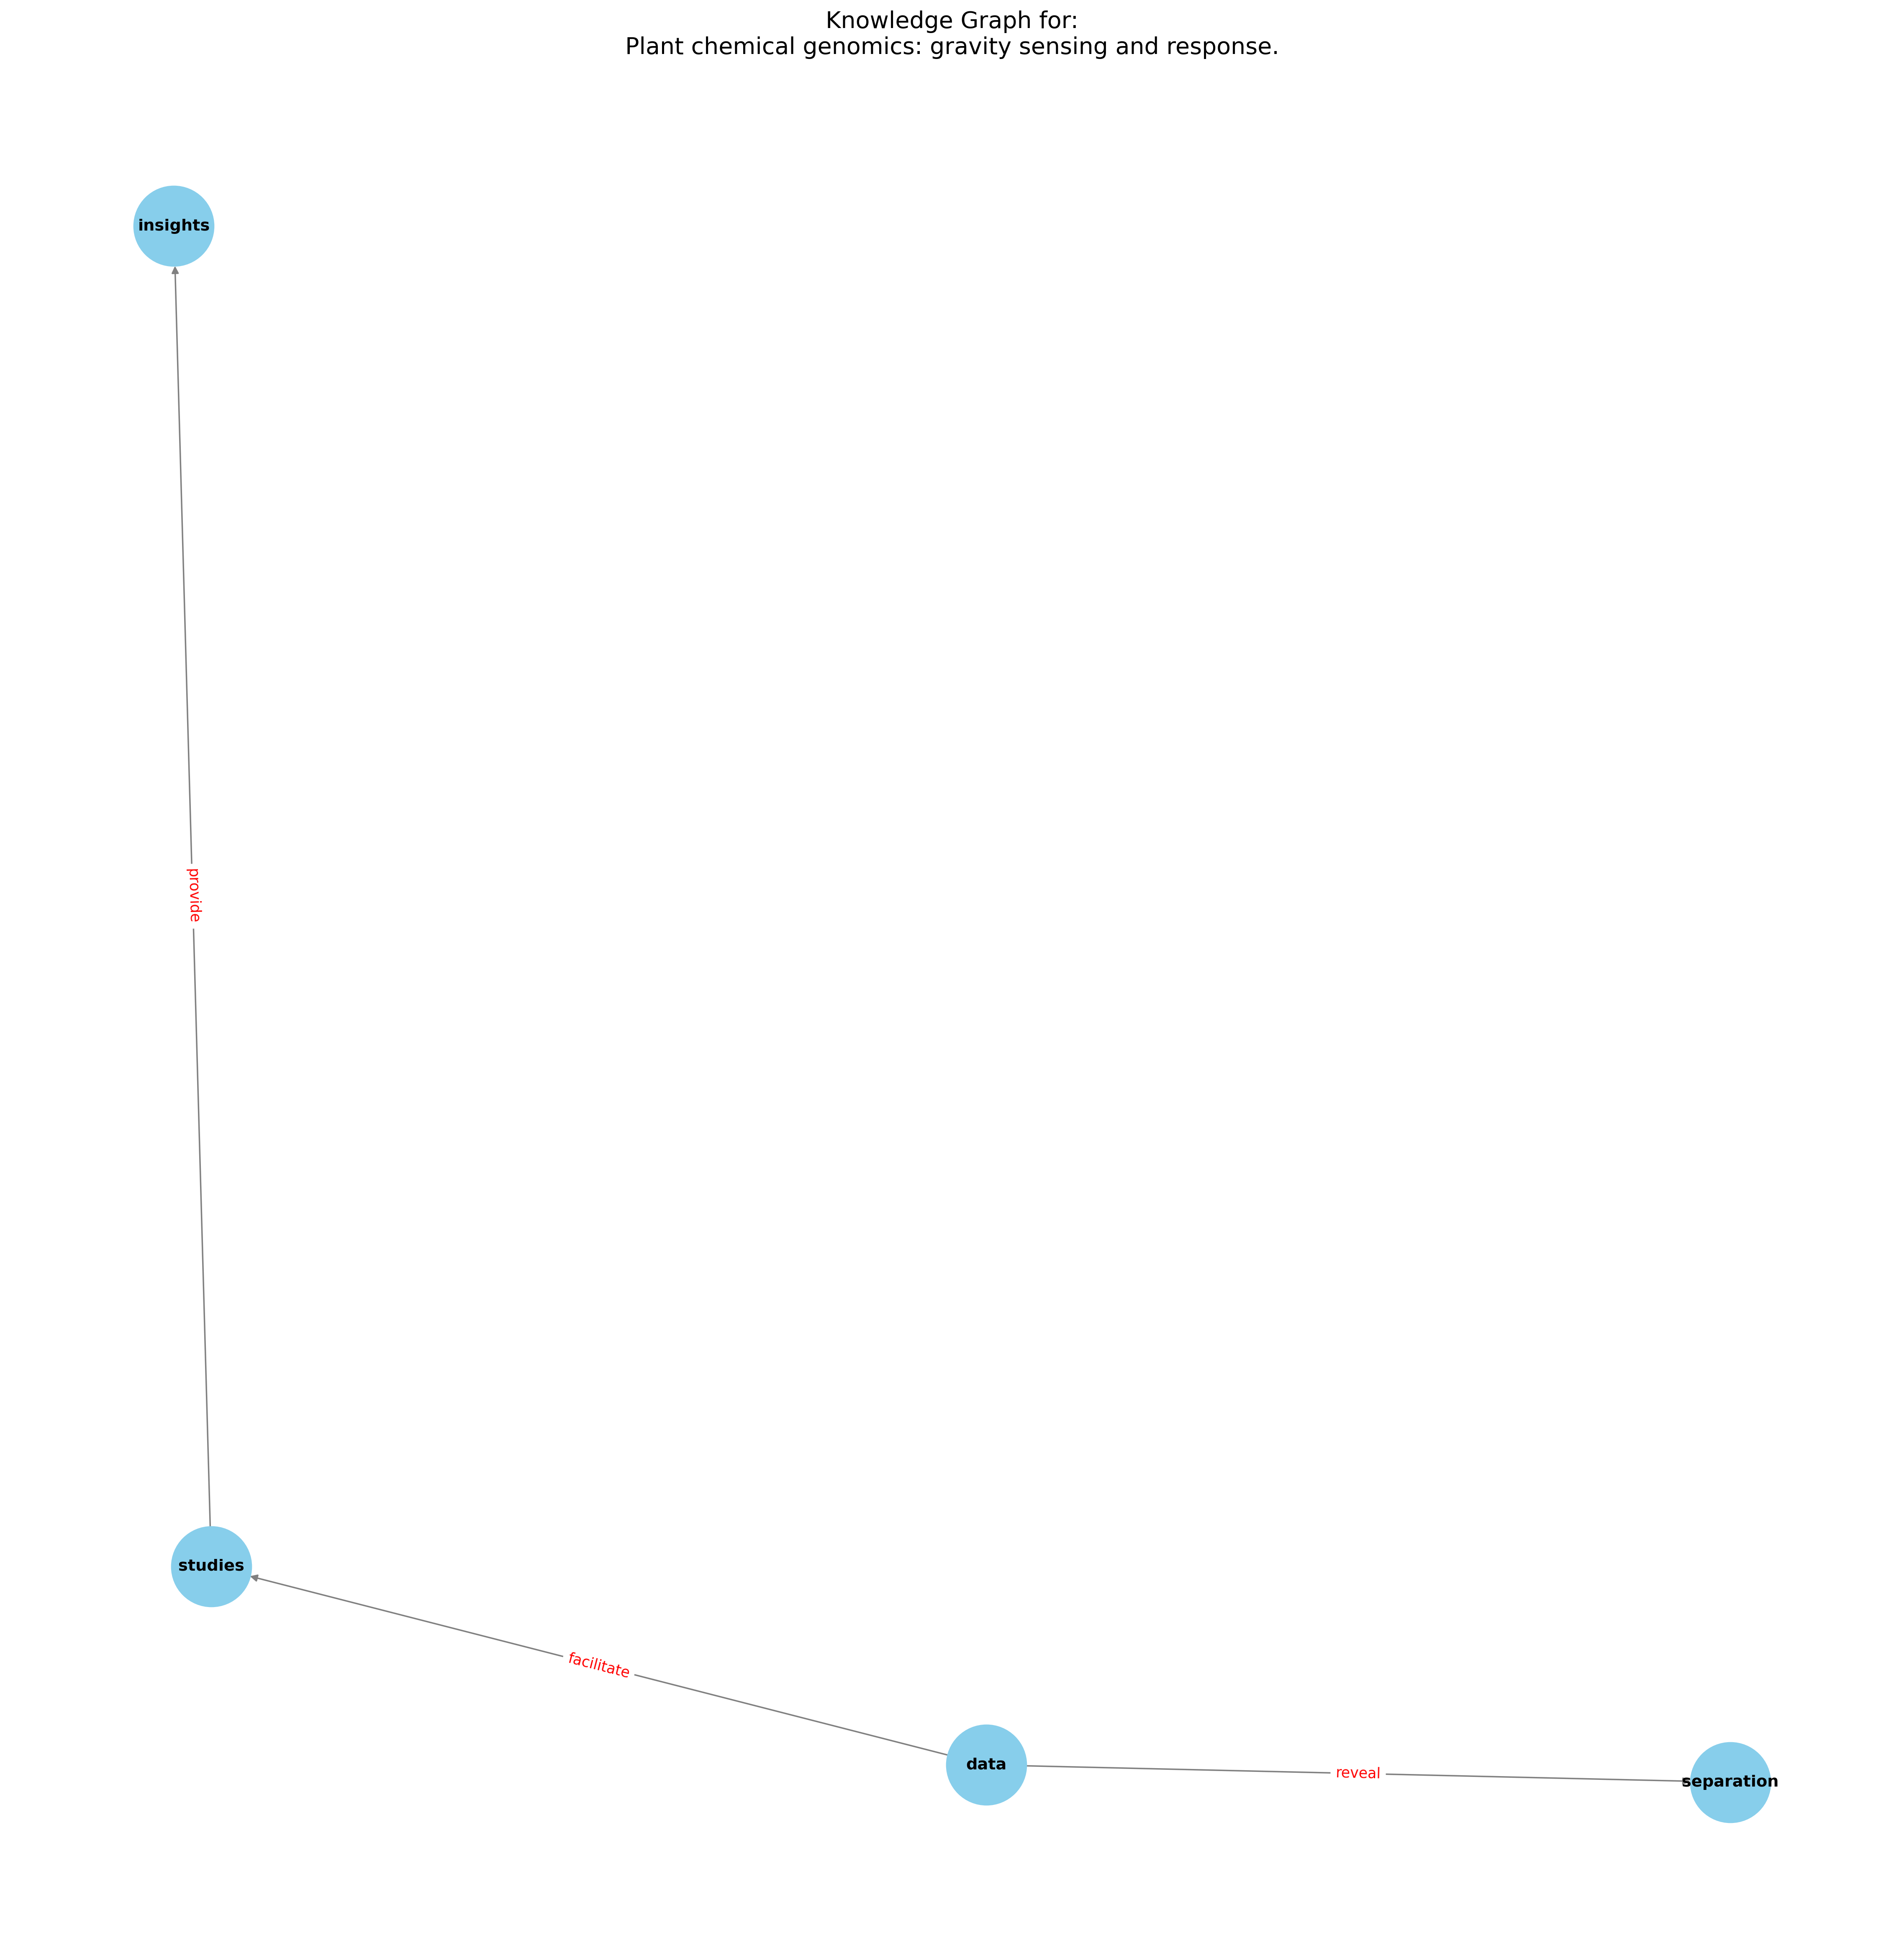 Knowledge Graph for:
Plant chemical genomics: gravity sensing and response.
insights
provide
studies
facilitate
data
reveal
separation